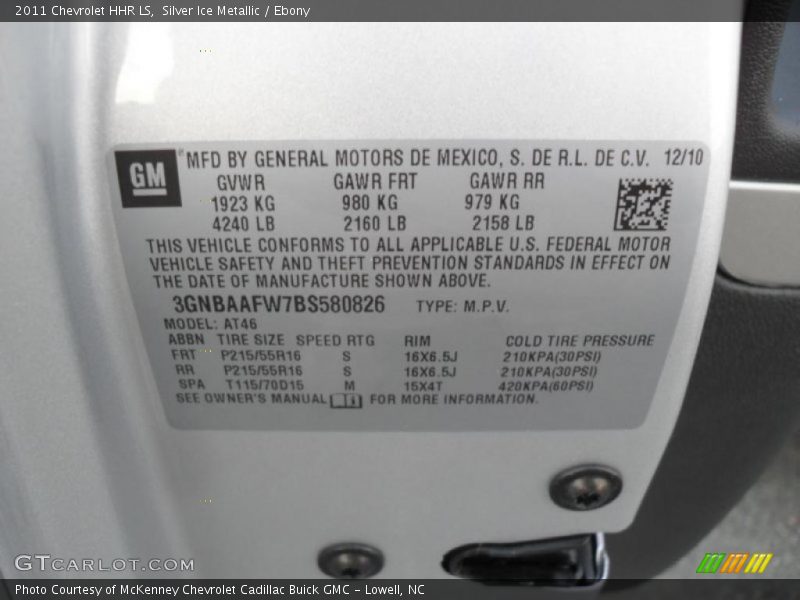 2011 Chevrolet HHR LS, Silver Ice Metallic / Ebony
GM MFD BY GENERAL MOTORS DE MEXICO, S. DE R.L. DE C.V. 12/10
GVWR GAWR FRT GAWR RR
1923 KG 980 KG 979 KG
4240 LB 2160 LB 2158 LB
THIS VEHICLE CONFORMS TO ALL APPLICABLE U.S. FEDERAL MOTOR
VEHICLE SAFETY AND THEFT PREVENTION STANDARDS IN EFFECT ON
THE DATE OF MANUFACTURE SHOWN ABOVE.
3GNBAAFW7BS580826 TYPE: M.P.V.
MODEL: AT46
ABBN TIRE SIZE SPEED RTG RIM COLD TIRE PRESSURE
FRT P215/55R16 S 16X6.5J 210KPA(30PSI)
RR P215/55R16 S 16X6.5J 210KPA(30PSI)
SPA T115/70D15 M 15X4T 420KPA(60PSI)
SEE OWNER'S MANUAL FOR MORE INFORMATION.
GTCARLOT.COM
Photo Courtesy of McKenney Chevrolet Cadillac Buick GMC - Lowell, NC